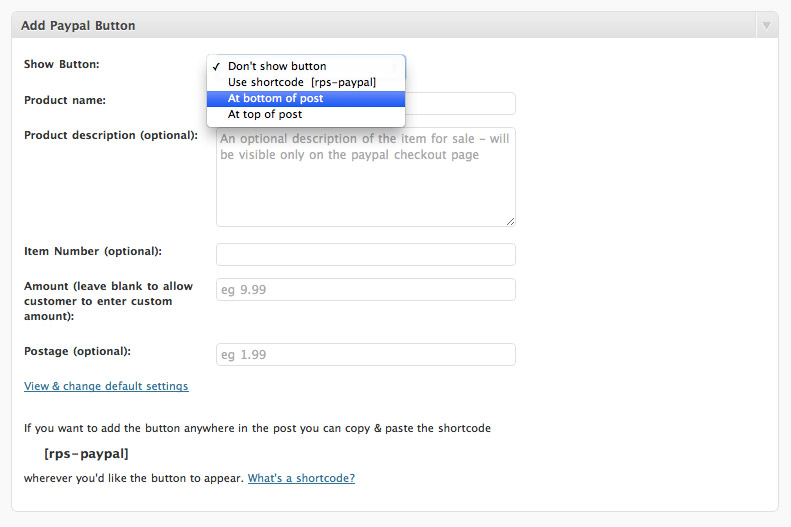 Add Paypal Button
Show Button:
✓ Don't show button
Use shortcode [rps-paypal]
At bottom of post
At top of post
Product name:
Product description (optional):
An optional description of the item for sale – will
be visible only on the paypal checkout page
Item Number (optional):
Amount (leave blank to allow
customer to enter custom
amount):
eg 9.99
Postage (optional):
eg 1.99
View & change default settings
If you want to add the button anywhere in the post you can copy & paste the shortcode
[rps-paypal]
wherever you'd like the button to appear. What's a shortcode?